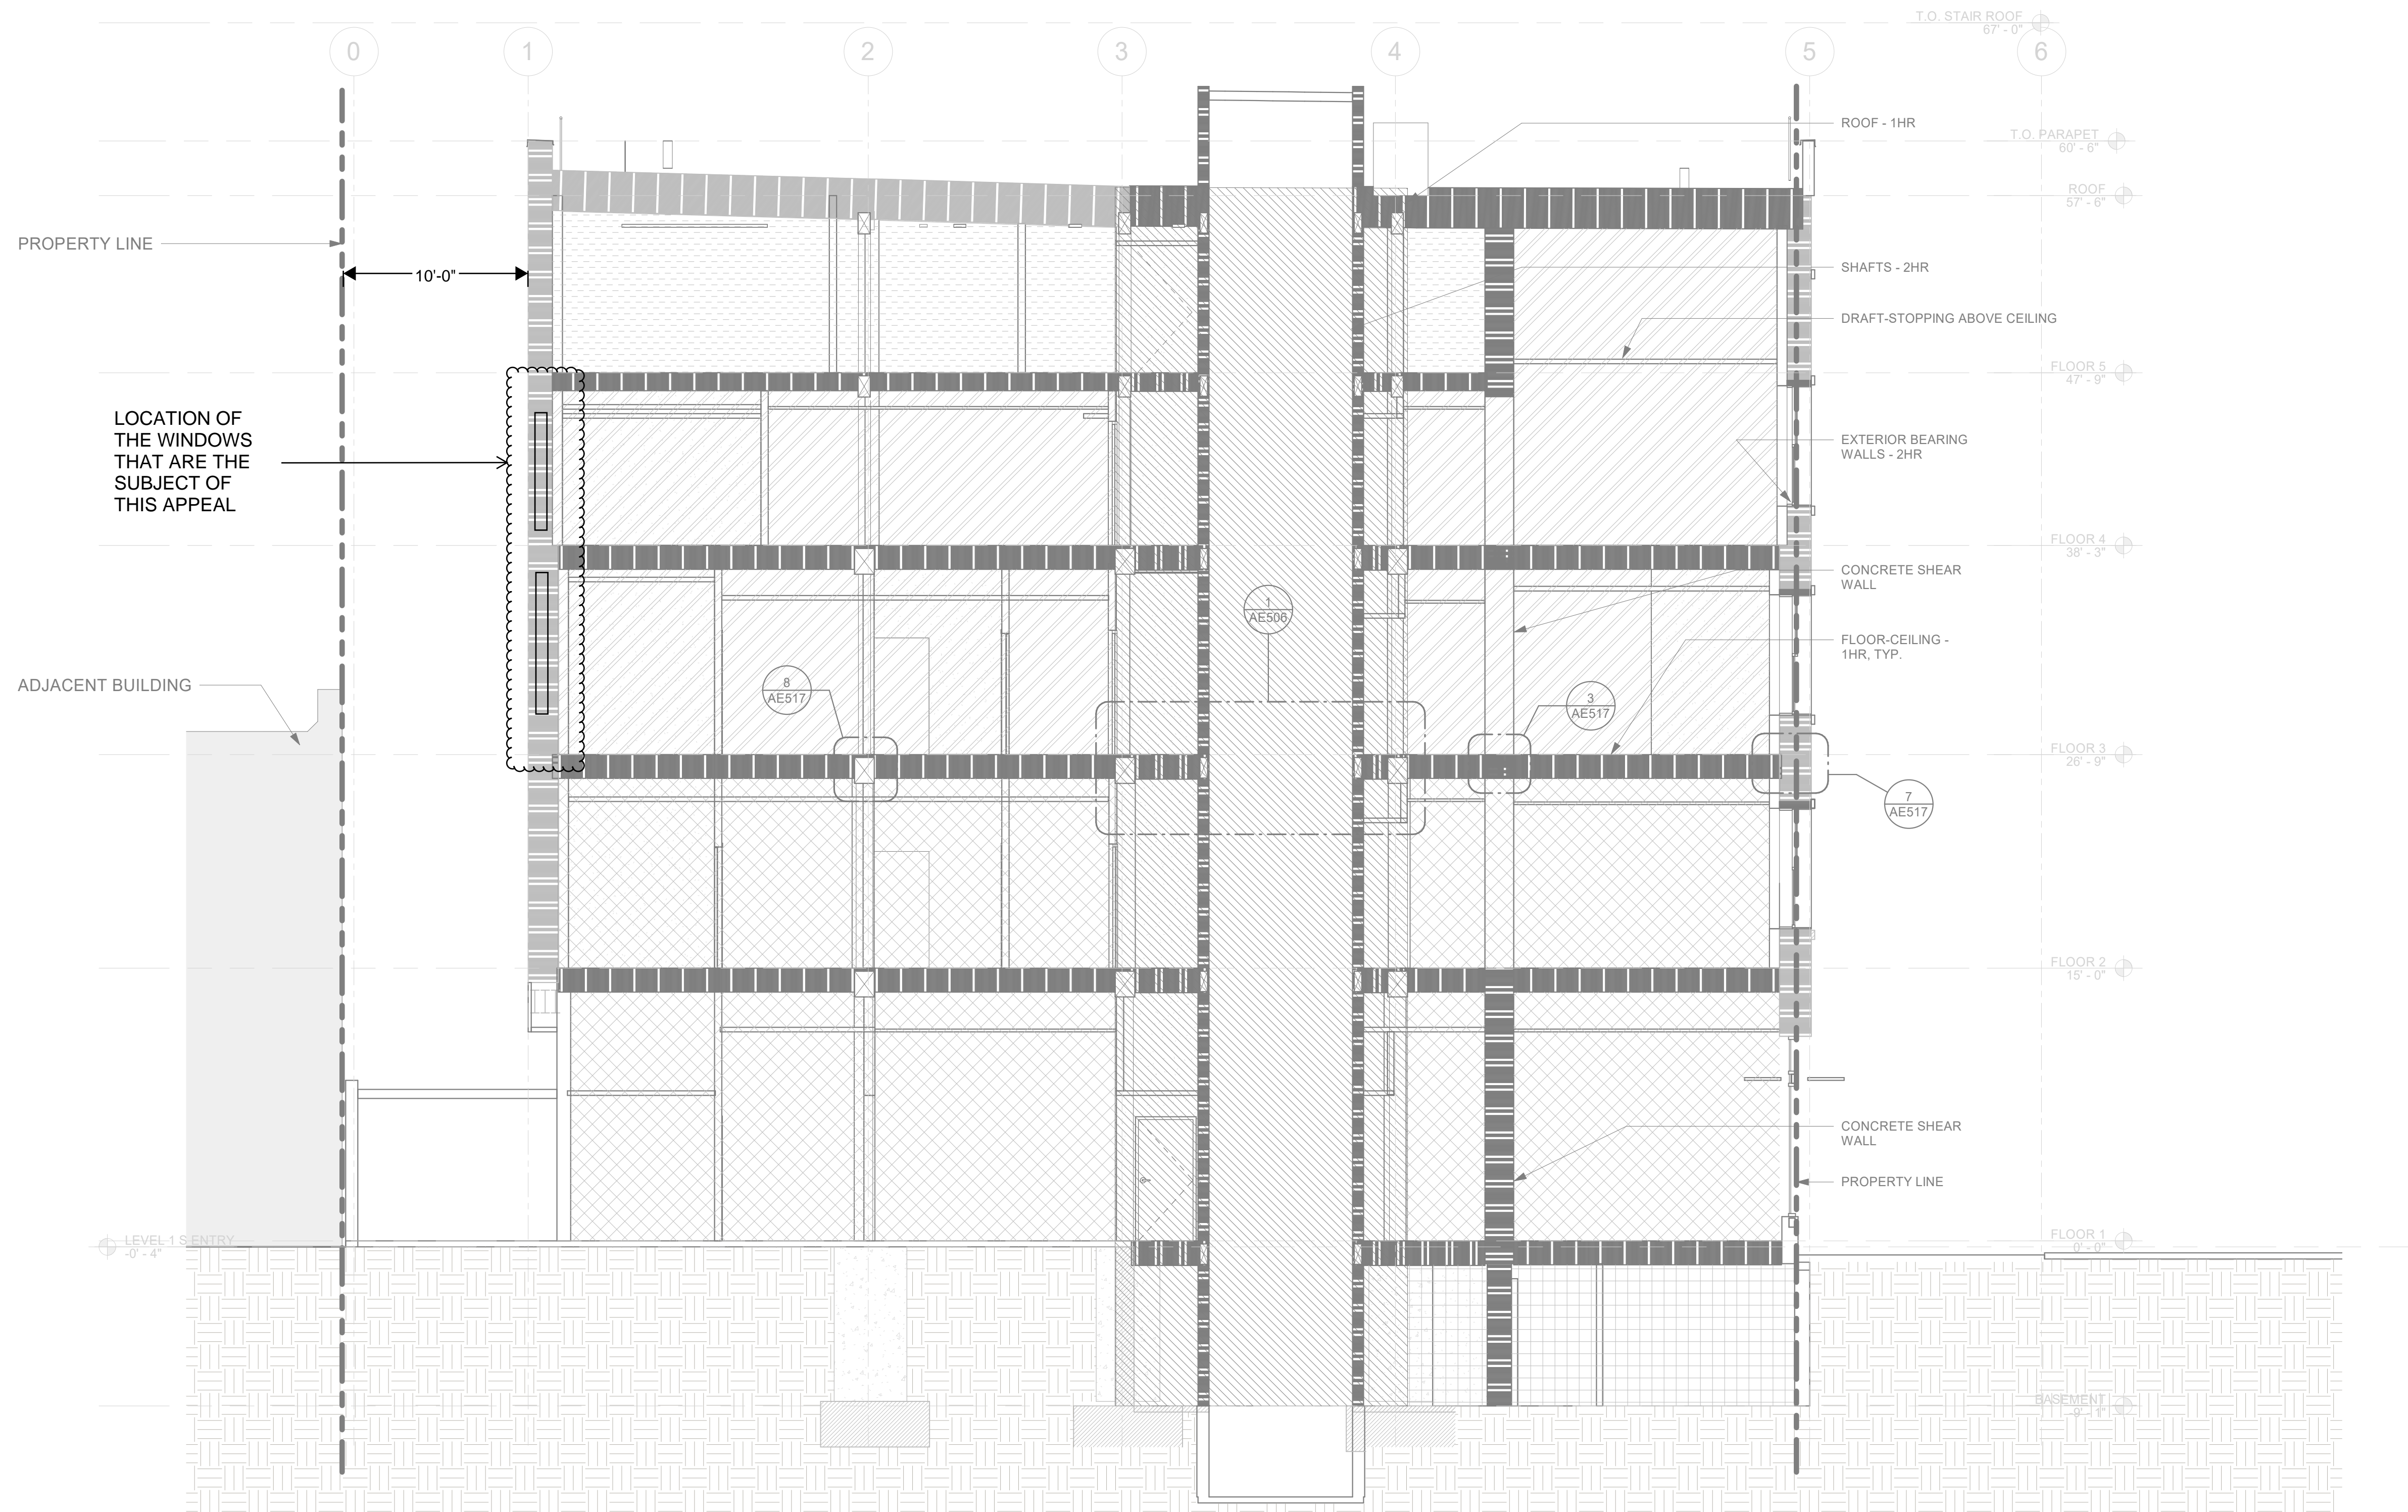 T.O. STAIR ROOF
67' - 0"
0
1
2
3
4
5
6
ROOF - 1HR
T.O. PARAPET
60' - 6"
ROOF
57' - 6"
PROPERTY LINE
10'-0"
SHAFTS - 2HR
DRAFT-STOPPING ABOVE CEILING
FLOOR 5
47' - 9"
LOCATION OF
THE WINDOWS
THAT ARE THE
SUBJECT OF
THIS APPEAL
EXTERIOR BEARING
WALLS - 2HR
FLOOR 4
38' - 3"
CONCRETE SHEAR
WALL
1
AE506
FLOOR-CEILING -
1HR, TYP.
ADJACENT BUILDING
8
AE517
3
AE517
FLOOR 3
26' - 9"
7
AE517
FLOOR 2
15' - 0"
CONCRETE SHEAR
WALL
PROPERTY LINE
LEVEL 1 S ENTRY
-0' - 4"
FLOOR 1
0' - 0"
BASEMENT
-9' - 1"